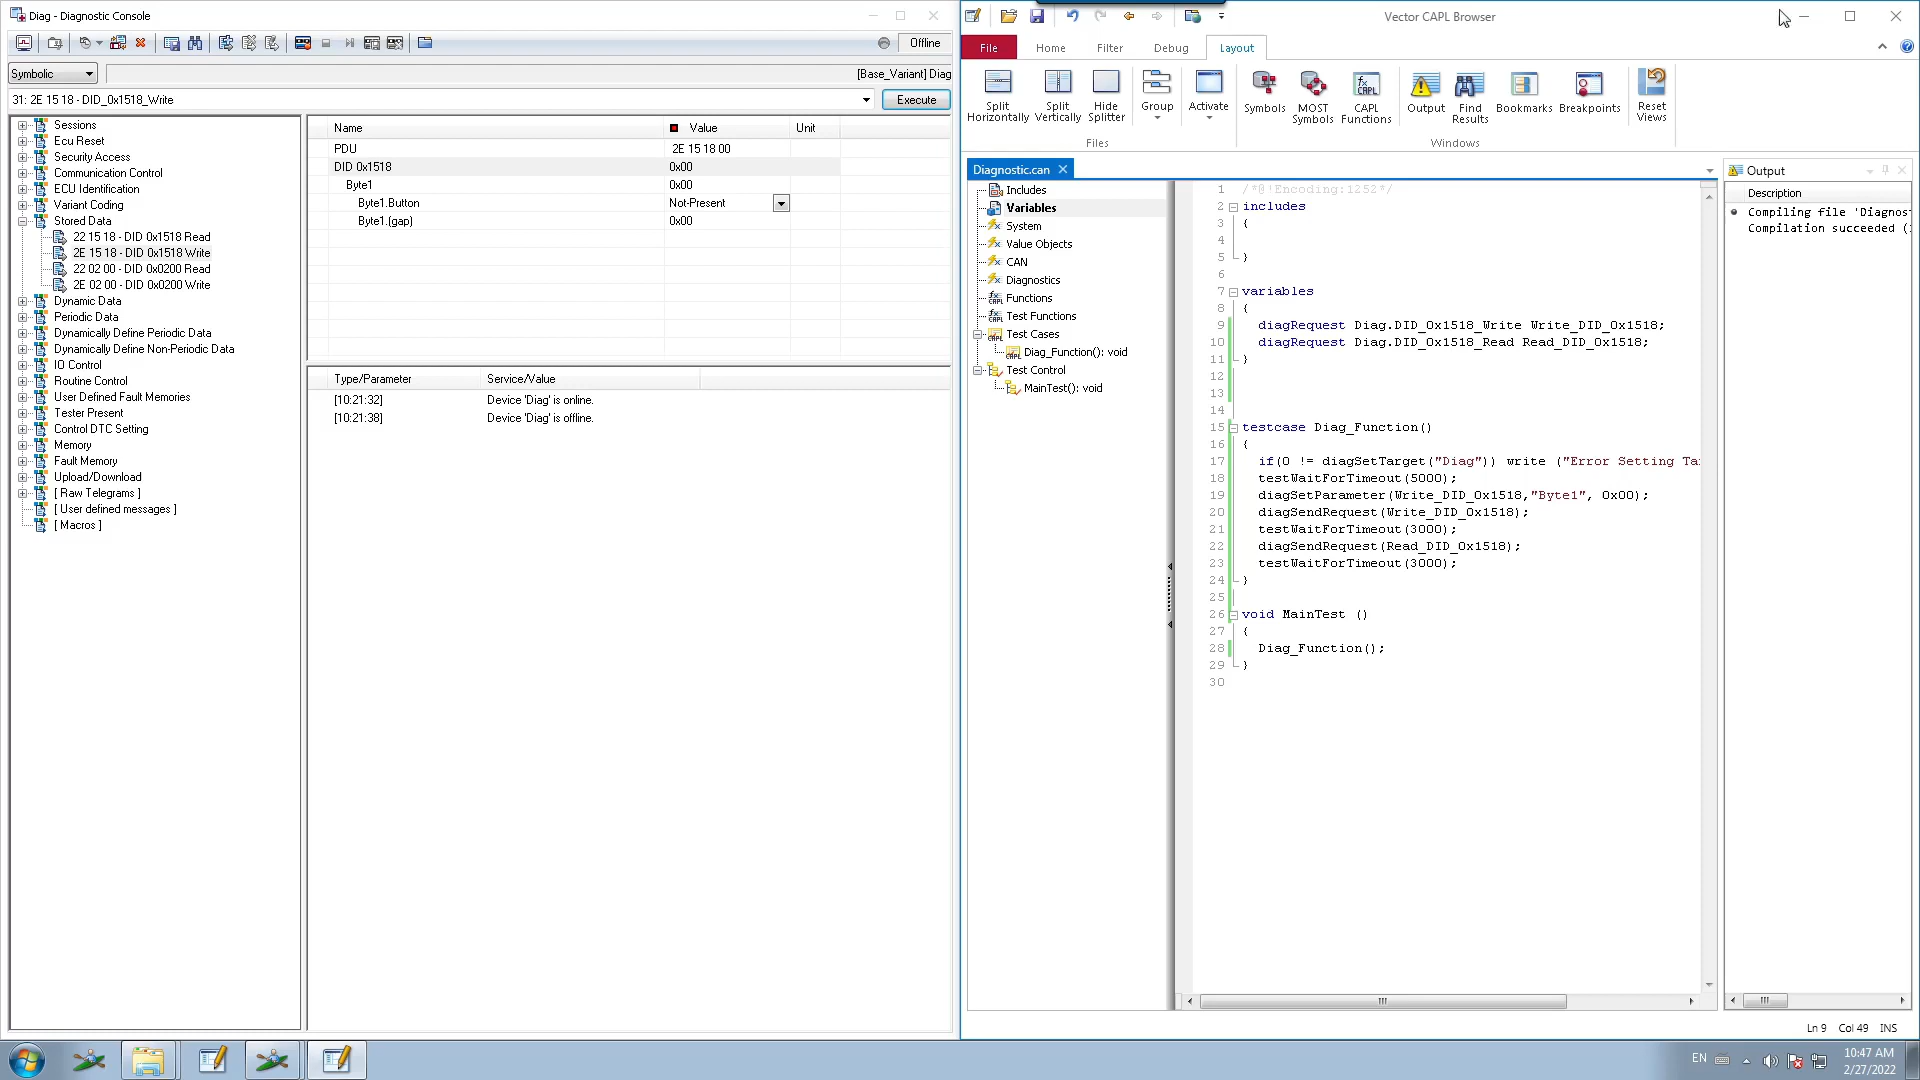 Diag - Diagnostic Console
Offline
Symbolic
[Base_Variant] Diag
31: 2E 15 18 - DID_0x1518_Write
Execute
Sessions
Ecu Reset
Security Access
Communication Control
ECU Identification
Variant Coding
Stored Data
22 15 18 - DID 0x1518 Read
2E 15 18 - DID 0x1518 Write
22 02 00 - DID 0x0200 Read
2E 02 00 - DID 0x0200 Write
Dynamic Data
Periodic Data
Dynamically Define Periodic Data
Dynamically Define Non-Periodic Data
IO Control
Routine Control
User Defined Fault Memories
Tester Present
Control DTC Setting
Memory
Fault Memory
Upload/Download
[ Raw Telegrams ]
[ User defined messages ]
[ Macros ]
Name Value Unit
PDU 2E 15 18 00
DID 0x1518 0x00
Byte1 0x00
Byte1.Button Not-Present
Byte1.(gap) 0x00
Type/Parameter Service/Value
[10:21:32] Device 'Diag' is online.
[10:21:38] Device 'Diag' is offline.
Vector CAPL Browser
File Home Filter Debug Layout
Split Horizontally
Split Vertically
Hide Splitter
Group
Activate
Symbols
MOST Symbols
CAPL Functions
Output
Find Results
Bookmarks
Breakpoints
Reset Views
Files
Windows
Diagnostic.can
Includes
Variables
System
Value Objects
CAN
Diagnostics
Functions
Test Functions
Test Cases
Diag_Function(): void
Test Control
MainTest(): void
1 /*@!Encoding:1252*/
2 includes
3 {
4
5 }
6
7 variables
8 {
9 diagRequest Diag.DID_0x1518_Write Write_DID_0x1518;
10 diagRequest Diag.DID_0x1518_Read Read_DID_0x1518;
11 }
12
13
14
15 testcase Diag_Function()
16 {
17 if(0 != diagSetTarget("Diag")) write ("Error Setting Ta
18 testWaitForTimeout(5000);
19 diagSetParameter(Write_DID_0x1518,"Byte1", 0x00);
20 diagSendRequest(Write_DID_0x1518);
21 testWaitForTimeout(3000);
22 diagSendRequest(Read_DID_0x1518);
23 testWaitForTimeout(3000);
24 }
25
26 void MainTest ()
27 {
28 Diag_Function();
29 }
30
Output
Description
Compiling file 'Diagnos
Compilation succeeded (
Ln 9 Col 49 INS
EN
10:47 AM
2/27/2022